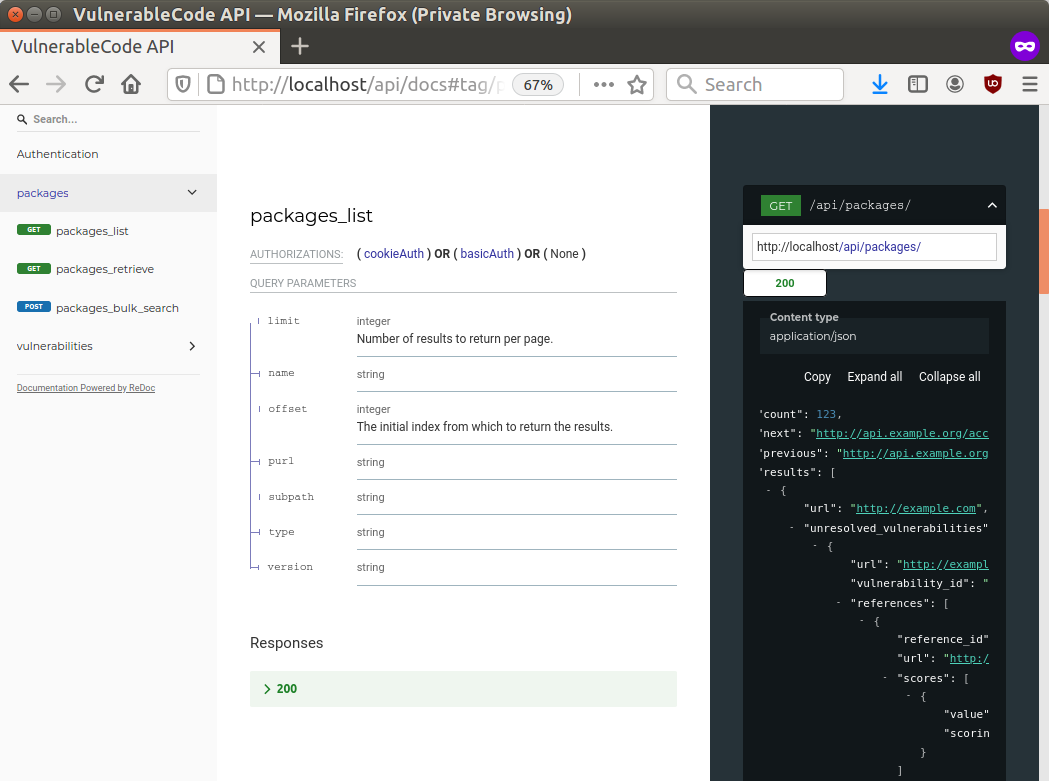 VulnerableCode API — Mozilla Firefox (Private Browsing)
VulnerableCode API
http://localhost/api/docs#tag/p
67%
Search
Search...
Authentication
packages
GET packages_list
GET packages_retrieve
POST packages_bulk_search
vulnerabilities
Documentation Powered by ReDoc
packages_list
AUTHORIZATIONS: ( cookieAuth ) OR ( basicAuth ) OR ( None )
QUERY PARAMETERS
limit integer
Number of results to return per page.
name string
offset integer
The initial index from which to return the results.
purl string
subpath string
type string
version string
Responses
200
GET /api/packages/
http://localhost/api/packages/
200
Content type
application/json
Copy Expand all Collapse all
"count": 123,
"next": "http://api.example.org/acc
"previous": "http://api.example.org
"results": [
- {
"url": "http://example.com",
- "unresolved_vulnerabilities"
- {
"url": "http://exampl
"vulnerability_id": "
- "references": [
- {
"reference_id"
"url": "http:/
- "scores": [
- {
"value"
"scorin
}
]